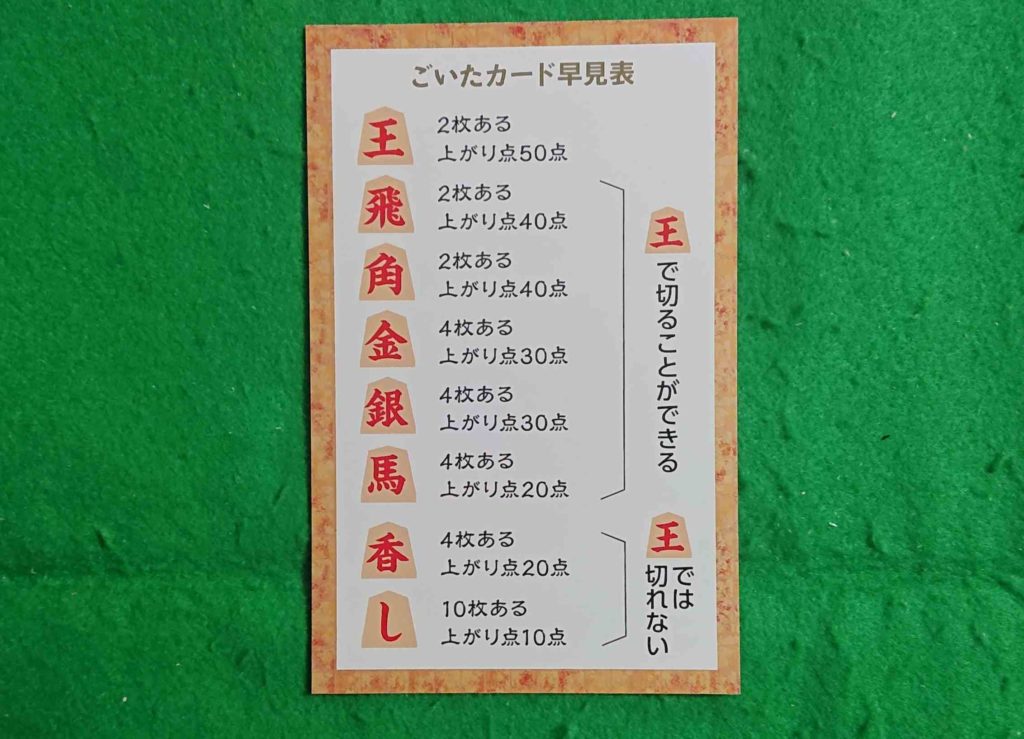 ごいたカード早見表
王
2枚ある
上がり点50点
飛
2枚ある
上がり点40点
角
2枚ある
上がり点40点
金
4枚ある
上がり点30点
銀
4枚ある
上がり点30点
馬
4枚ある
上がり点20点
王
で切ることができる
香
4枚ある
上がり点20点
し
10枚ある
上がり点10点
王
では
切れない